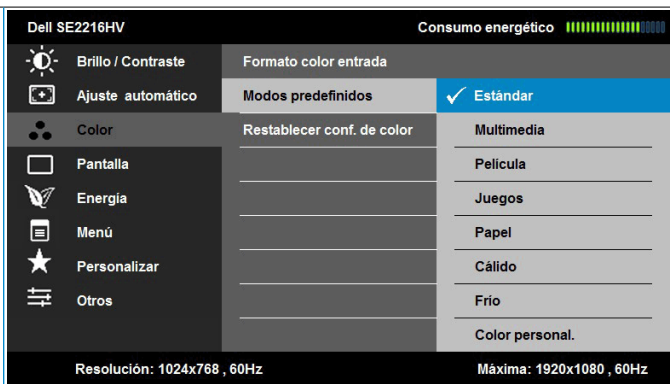 Dell SE2216HV Consumo energético
Brillo / Contraste Formato color entrada
Ajuste automático Modos predefinidos Estándar
Color Restablecer conf. de color Multimedia
Pantalla Película
Energía Juegos
Menú Papel
Personalizar Cálido
Otros Frío
Color personal.
Resolución: 1024x768 , 60Hz Máxima: 1920x1080 , 60Hz